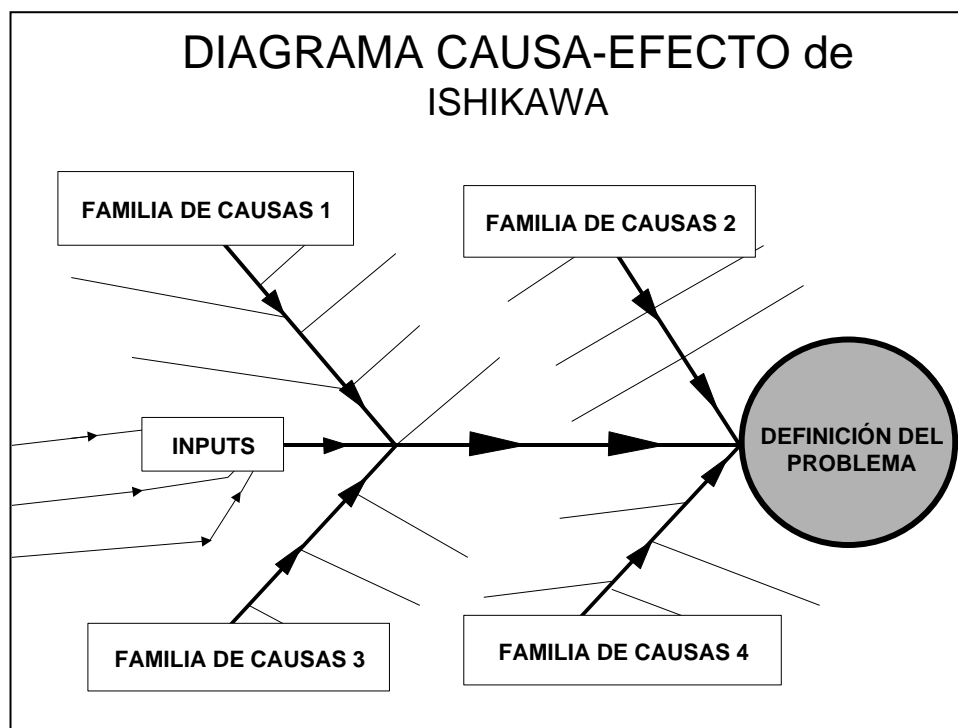 DIAGRAMA CAUSA-EFECTO de
ISHIKAWA
FAMILIA DE CAUSAS 1
FAMILIA DE CAUSAS 2
INPUTS
DEFINICIÓN DEL
PROBLEMA
FAMILIA DE CAUSAS 3
FAMILIA DE CAUSAS 4